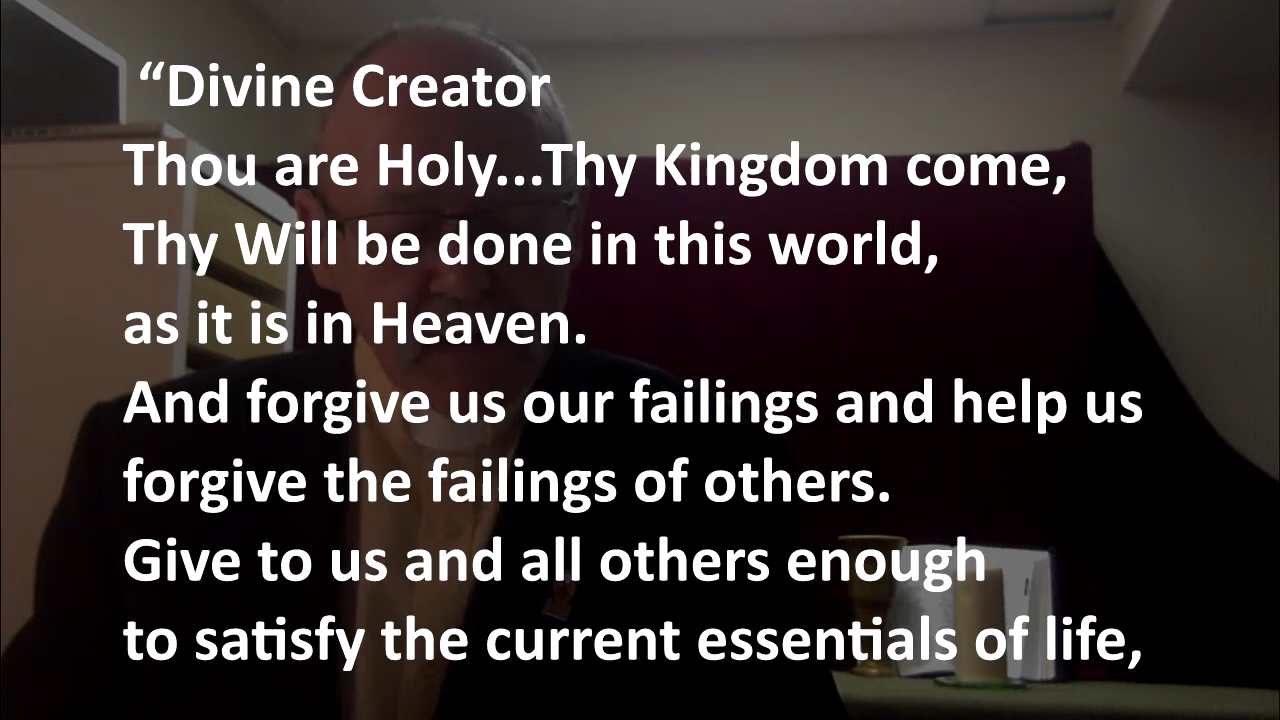 “Divine Creator
Thou are Holy...Thy Kingdom come,
Thy Will be done in this world,
as it is in Heaven.
And forgive us our failings and help us
forgive the failings of others.
Give to us and all others enough
to satisfy the current essentials of life,